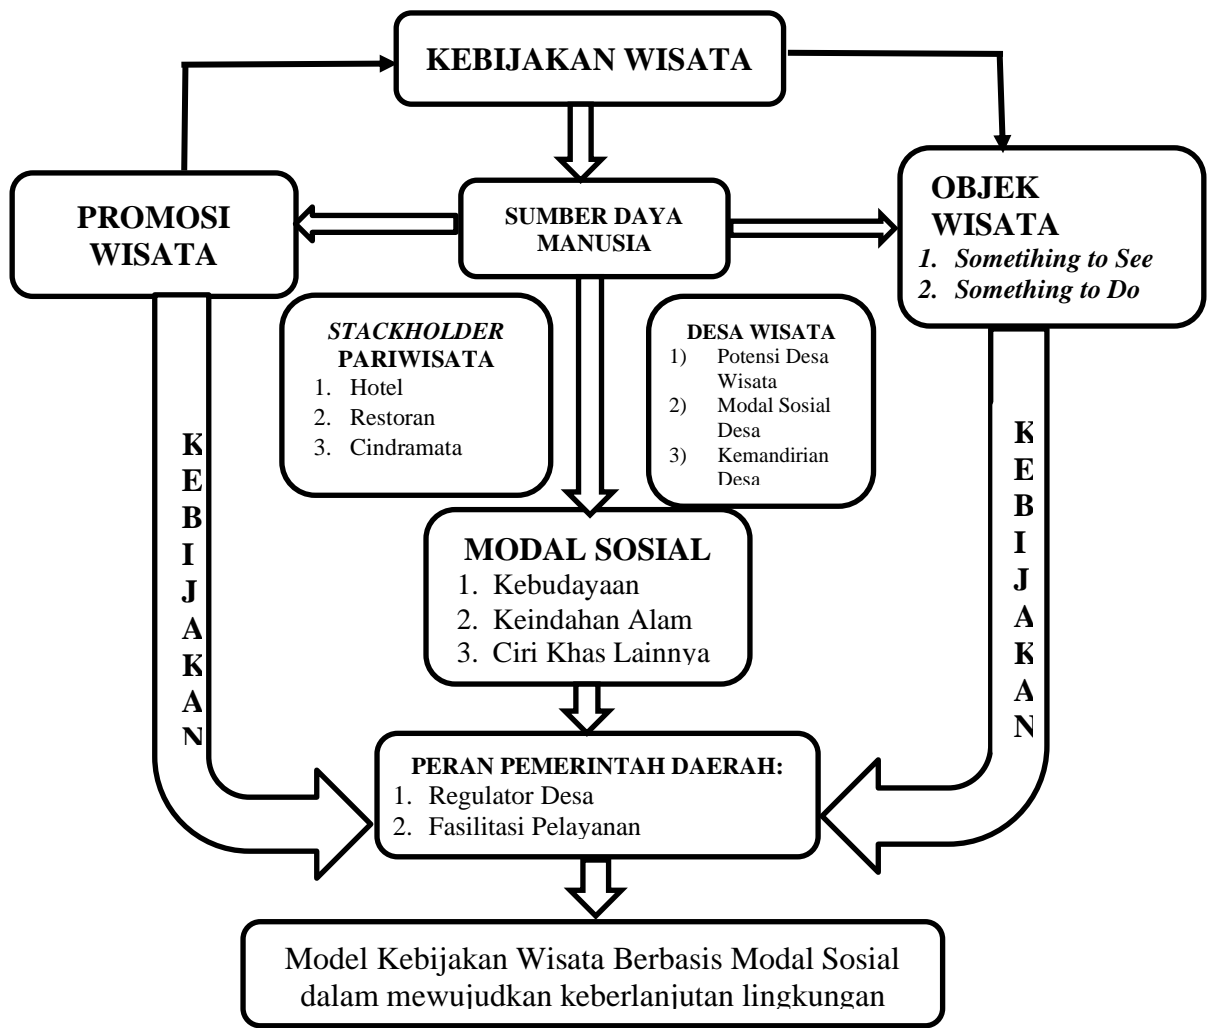 KEBIJAKAN WISATA
PROMOSI
WISATA
SUMBER DAYA
MANUSIA
OBJEK
WISATA
1. Sometihing to See
2. Something to Do
STACKHOLDER
PARIWISATA
1. Hotel
2. Restoran
3. Cindramata
DESA WISATA
1) Potensi Desa
Wisata
2) Modal Sosial
Desa
3) Kemandirian
Desa
K
E
B
I
J
A
K
A
N
K
E
B
I
J
A
K
A
N
MODAL SOSIAL
1. Kebudayaan
2. Keindahan Alam
3. Ciri Khas Lainnya
PERAN PEMERINTAH DAERAH:
1. Regulator Desa
2. Fasilitasi Pelayanan
Model Kebijakan Wisata Berbasis Modal Sosial
dalam mewujudkan keberlanjutan lingkungan